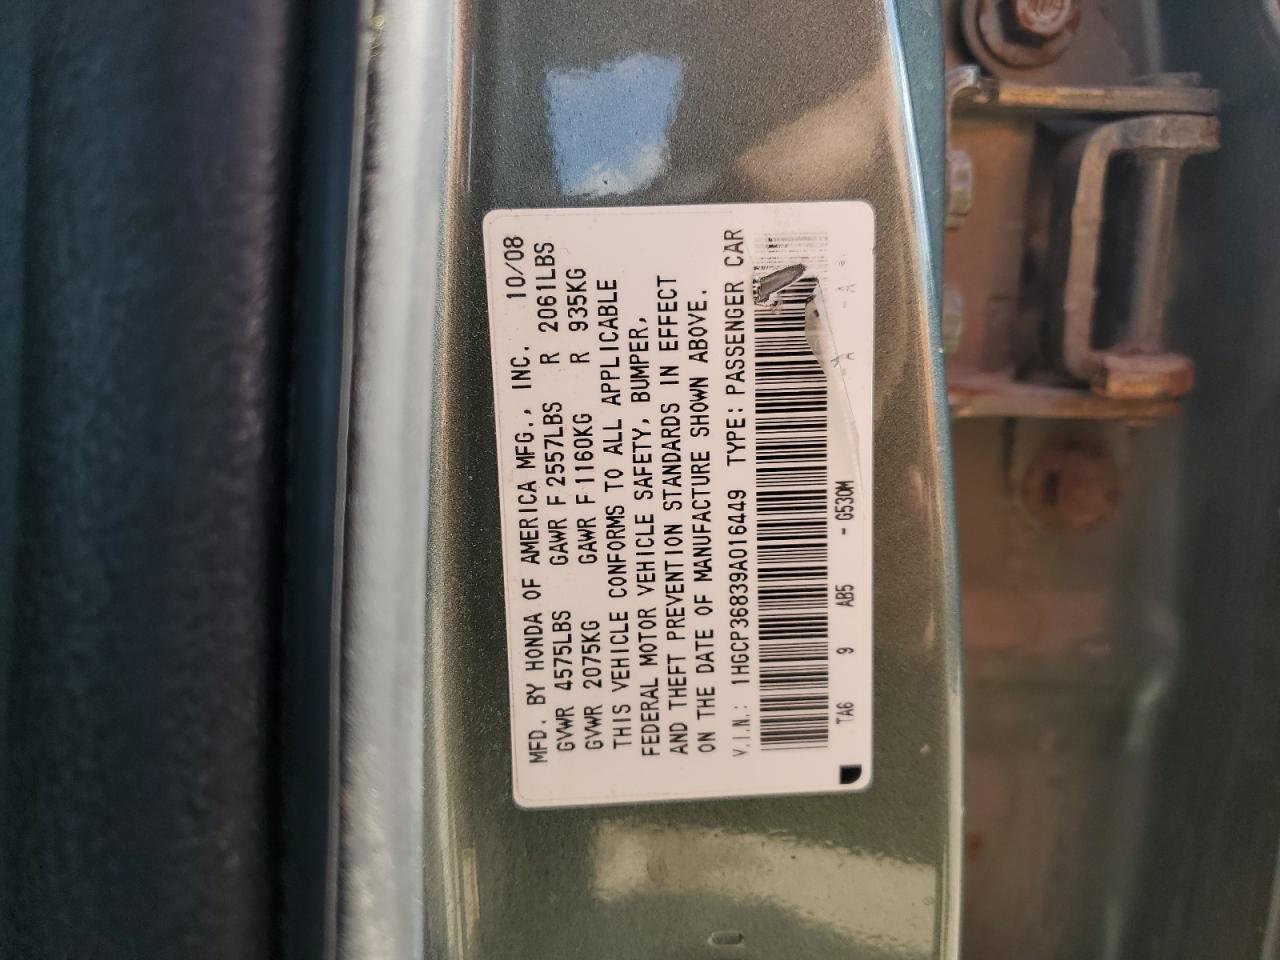 MFD. BY HONDA OF AMERICA MFG., INC. 10/08
GVWR 4575LBS GAWR F 2557LBS R 2061LBS
GVWR 2075KG GAWR F 1160KG R 935KG
THIS VEHICLE CONFORMS TO ALL APPLICABLE
FEDERAL MOTOR VEHICLE SAFETY, BUMPER,
AND THEFT PREVENTION STANDARDS IN EFFECT
ON THE DATE OF MANUFACTURE SHOWN ABOVE.
V.I.N.: 1HGCP36839A016449 TYPE: PASSENGER CAR
TA6 9 AB5 - G530M - A - A